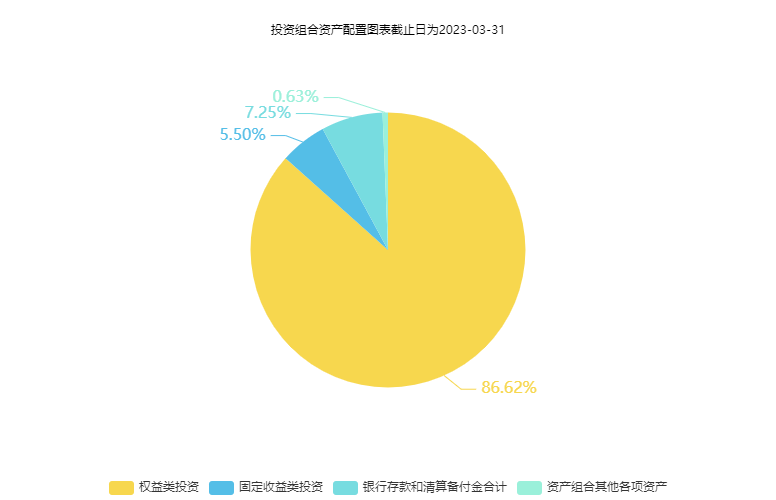 投资组合资产配置图表截止日为2023-03-31
0.63%
7.25%
5.50%
86.62%
权益类投资 固定收益类投资 银行存款和清算备付金合计 资产组合其他各项资产